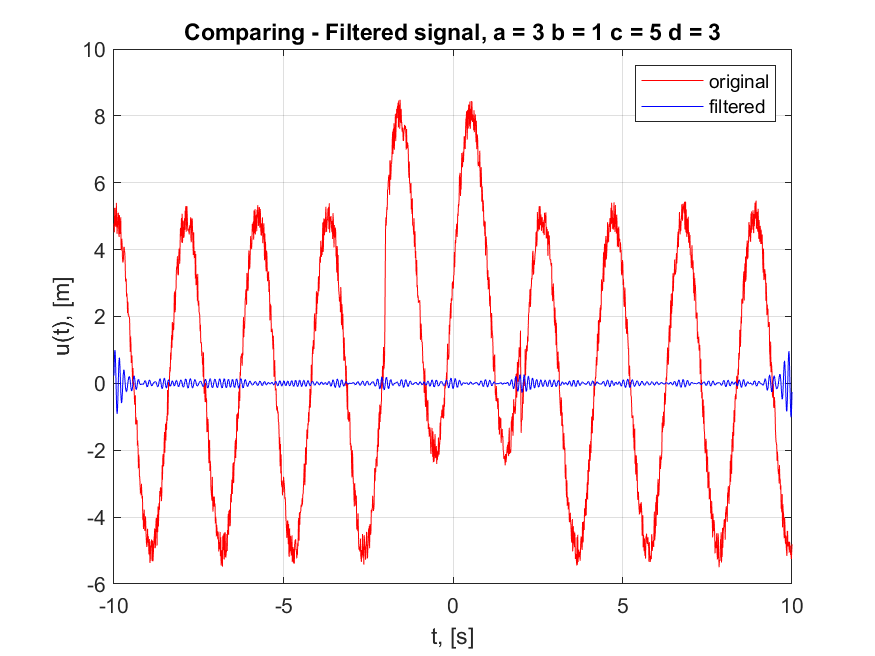 Comparing - Filtered signal, a = 3 b = 1 c = 5 d = 3
10
8
6
4
2
0
-2
-4
-6
u(t), [m]
original
filtered
-10
-5
0
5
10
t, [s]